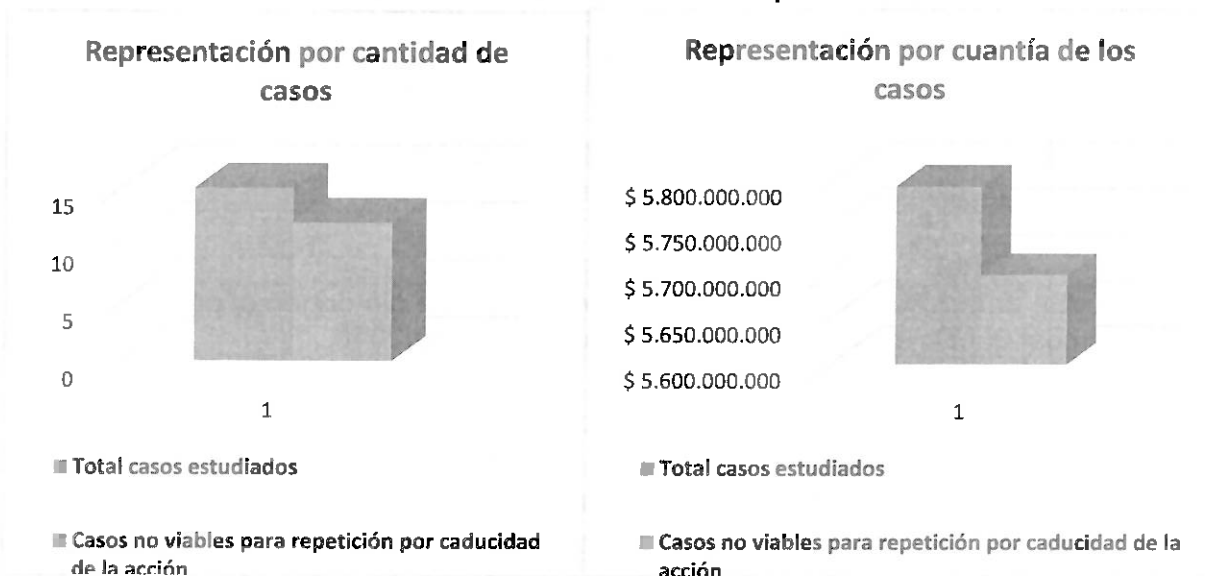 Representación por cantidad de
casos
15
10
5
0
1
Total casos estudiados
Casos no viables para repetición por caducidad
de la acción
Representación por cuantía de los
casos
$ 5.800.000.000
$ 5.750.000.000
$ 5.700.000.000
$ 5.650.000.000
$ 5.600.000.000
1
Total casos estudiados
Casos no viables para repetición por caducidad de la
acción